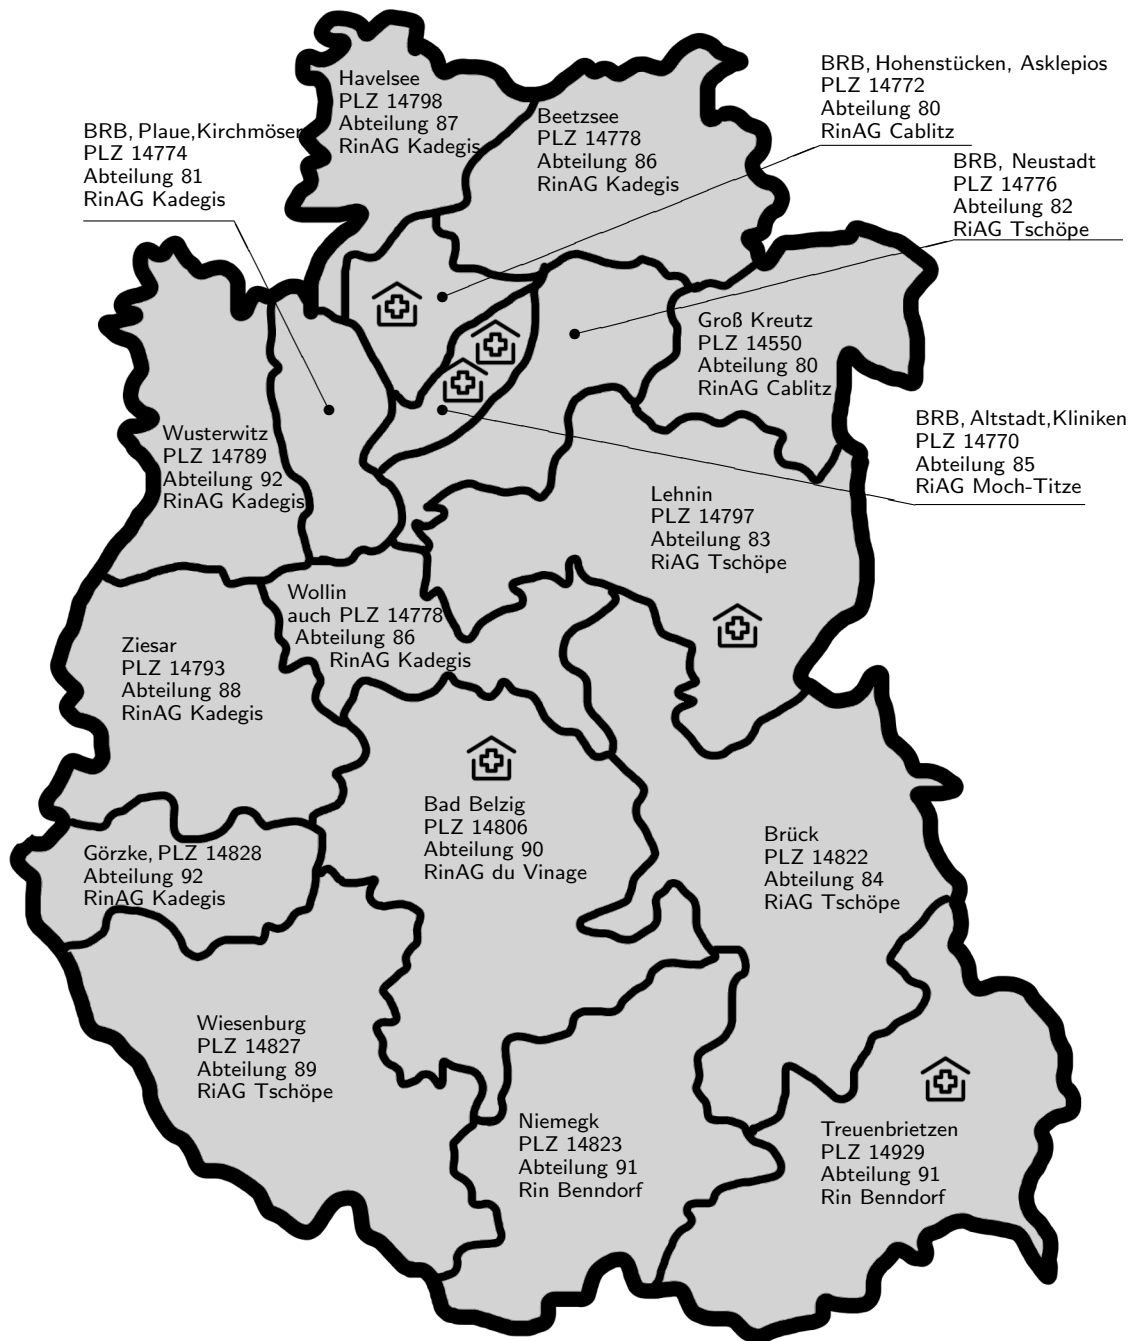 Havelsee
PLZ 14798
Abteilung 87
RinAG Kadegis
Beetzsee
PLZ 14778
Abteilung 86
RinAG Kadegis
BRB, Hohenstücken, Asklepios
PLZ 14772
Abteilung 80
RinAG Cablitz
BRB, Plaue,Kirchmöser
PLZ 14774
Abteilung 81
RinAG Kadegis
BRB, Neustadt
PLZ 14776
Abteilung 82
RiAG Tschöpe
Groß Kreutz
PLZ 14550
Abteilung 80
RinAG Cablitz
BRB, Altstadt,Kliniken
PLZ 14770
Abteilung 85
RiAG Moch-Titze
Wusterwitz
PLZ 14789
Abteilung 92
RinAG Kadegis
Lehnin
PLZ 14797
Abteilung 83
RiAG Tschöpe
Wollin
auch PLZ 14778
Abteilung 86
RinAG Kadegis
Ziesar
PLZ 14793
Abteilung 88
RinAG Kadegis
Bad Belzig
PLZ 14806
Abteilung 90
RinAG du Vinage
Brück
PLZ 14822
Abteilung 84
RiAG Tschöpe
Görzke, PLZ 14828
Abteilung 92
RinAG Kadegis
Wiesenburg
PLZ 14827
Abteilung 89
RiAG Tschöpe
Niemegk
PLZ 14823
Abteilung 91
Rin Benndorf
Treuenbrietzen
PLZ 14929
Abteilung 91
Rin Benndorf